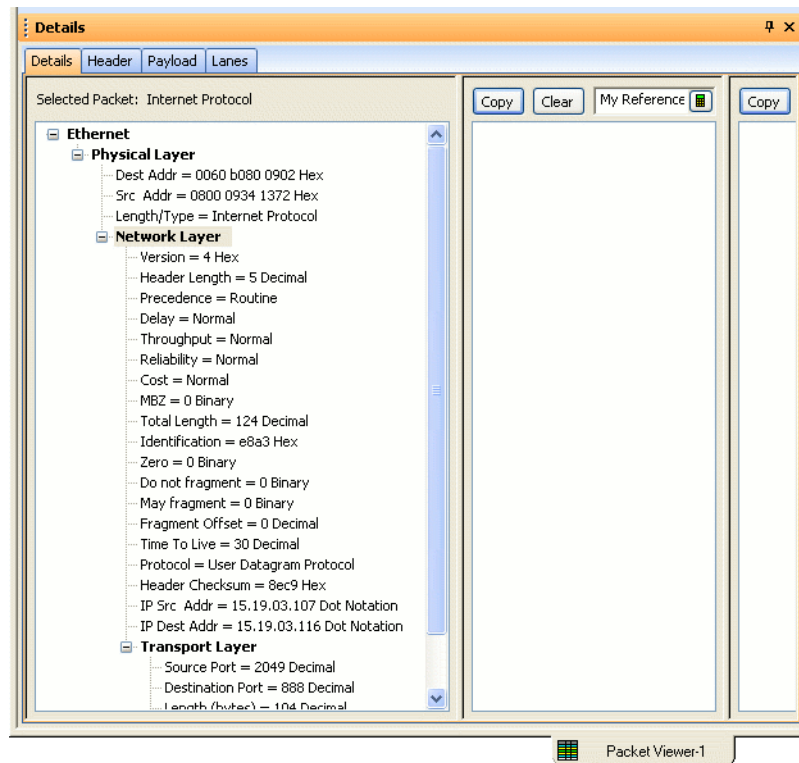 Details
Details Header Payload Lanes
Selected Packet: Internet Protocol
Copy Clear My Reference
Copy
Ethernet
Physical Layer
Dest Addr = 0060 b080 0902 Hex
Src Addr = 0800 0934 1372 Hex
Length/Type = Internet Protocol
Network Layer
Version = 4 Hex
Header Length = 5 Decimal
Precedence = Routine
Delay = Normal
Throughput = Normal
Reliability = Normal
Cost = Normal
MBZ = 0 Binary
Total Length = 124 Decimal
Identification = e8a3 Hex
Zero = 0 Binary
Do not fragment = 0 Binary
May fragment = 0 Binary
Fragment Offset = 0 Decimal
Time To Live = 30 Decimal
Protocol = User Datagram Protocol
Header Checksum = 8ec9 Hex
IP Src Addr = 15.19.03.107 Dot Notation
IP Dest Addr = 15.19.03.116 Dot Notation
Transport Layer
Source Port = 2049 Decimal
Destination Port = 888 Decimal
Length (bytes) = 104 Decimal
Packet Viewer-1